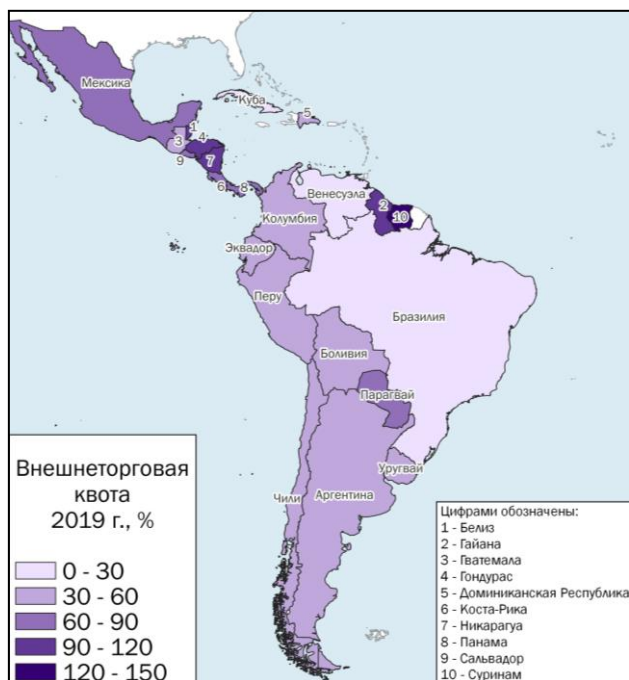 Мексика
Куба
5
1
4
3
7
9
6
8
Венесуэла
2
10
Колумбия
Эквадор
Перу
Бразилия
Боливия
Парагвай
Уругвай
Чили
Аргентина
Внешнеторговая
квота
2019 г., %
0 - 30
30 - 60
60 - 90
90 - 120
120 - 150
Цифрами обозначены:
1 - Белиз
2 - Гайана
3 - Гватемала
4 - Гондурас
5 - Доминиканская Республика
6 - Коста-Рика
7 - Никарагуа
8 - Панама
9 - Сальвадор
10 - Суринам